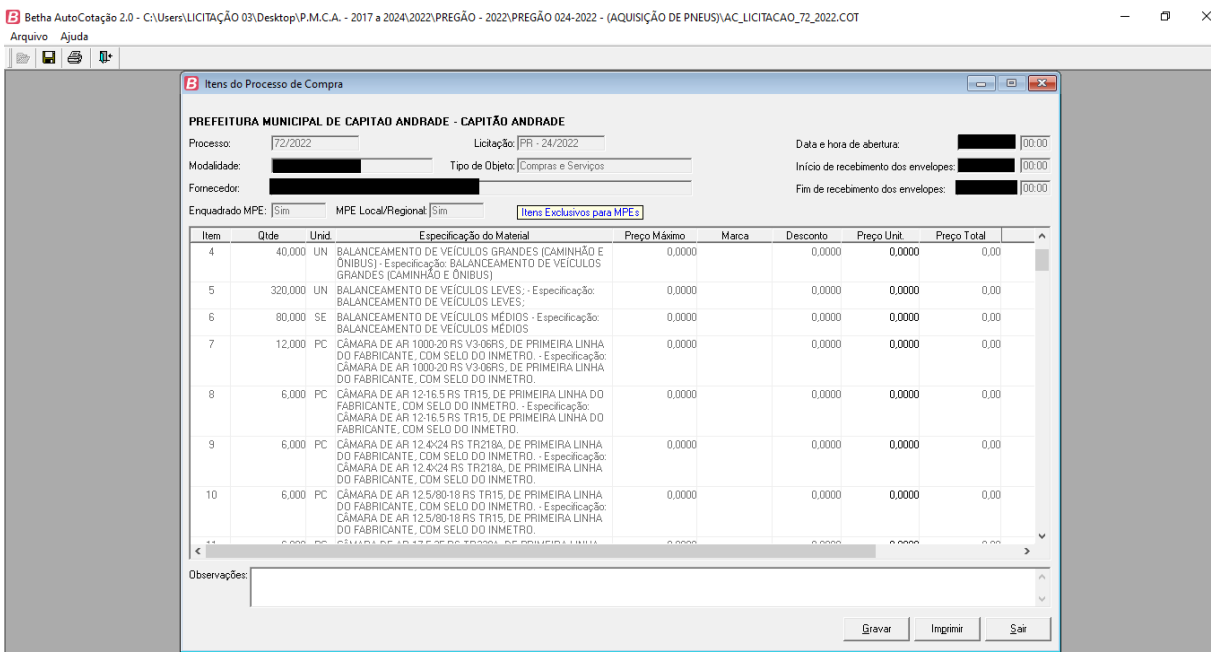 Betha AutoCotação 2.0 - C:\Users\LICITAÇÃO 03\Desktop\P.M.C.A. - 2017 a 2024\2022\PREGÃO - 2022\PREGÃO 024-2022 - (AQUISIÇÃO DE PNEUS)\AC_LICITACAO_72_2022.COT
Arquivo Ajuda
Itens do Processo de Compra
PREFEITURA MUNICIPAL DE CAPITAO ANDRADE - CAPITÃO ANDRADE
Processo: 72/2022 Licitação: PR - 24/2022 Data e hora de abertura: 00:00
Modalidade: Tipo de Objeto: Compras e Serviços Início de recebimento dos envelopes: 00:00
Fornecedor: Fim de recebimento dos envelopes: 00:00
Enquadrado MPE: Sim MPE Local/Regional: Sim Itens Exclusivos para MPEs
Item Qtde Unid. Especificação do Material Preço Máximo Marca Desconto Preço Unit. Preço Total
4 40,000 UN BALANCEAMENTO DE VEÍCULOS GRANDES (CAMINHÃO E 0,0000 0,0000 0,0000 0,00
ÔNIBUS) - Especificação: BALANCEAMENTO DE VEÍCULOS
GRANDES (CAMINHÃO E ÔNIBUS)
5 320,000 UN BALANCEAMENTO DE VEÍCULOS LEVES; - Especificação: 0,0000 0,0000 0,0000 0,00
BALANCEAMENTO DE VEÍCULOS LEVES;
6 80,000 SE BALANCEAMENTO DE VEÍCULOS MÉDIOS - Especificação: 0,0000 0,0000 0,0000 0,00
BALANCEAMENTO DE VEÍCULOS MÉDIOS
7 12,000 PC CÂMARA DE AR 1000-20 RS V3-06RS, DE PRIMEIRA LINHA 0,0000 0,0000 0,0000 0,00
DO FABRICANTE, COM SELO DO INMETRO. - Especificação:
CÂMARA DE AR 1000-20 RS V3-06RS, DE PRIMEIRA LINHA
DO FABRICANTE, COM SELO DO INMETRO.
8 6,000 PC CÂMARA DE AR 12-16.5 RS TR15, DE PRIMEIRA LINHA DO 0,0000 0,0000 0,0000 0,00
FABRICANTE, COM SELO DO INMETRO. - Especificação:
CÂMARA DE AR 12-16.5 RS TR15, DE PRIMEIRA LINHA DO
FABRICANTE, COM SELO DO INMETRO.
9 6,000 PC CÂMARA DE AR 12.4X24 RS TR218A, DE PRIMEIRA LINHA 0,0000 0,0000 0,0000 0,00
DO FABRICANTE, COM SELO DO INMETRO. - Especificação:
CÂMARA DE AR 12.4X24 RS TR218A, DE PRIMEIRA LINHA
DO FABRICANTE, COM SELO DO INMETRO.
10 6,000 PC CÂMARA DE AR 12.5/80-18 RS TR15, DE PRIMEIRA LINHA 0,0000 0,0000 0,0000 0,00
DO FABRICANTE, COM SELO DO INMETRO. - Especificação:
CÂMARA DE AR 12.5/80-18 RS TR15, DE PRIMEIRA LINHA
DO FABRICANTE, COM SELO DO INMETRO.
Observações:
Gravar Imprimir Sair